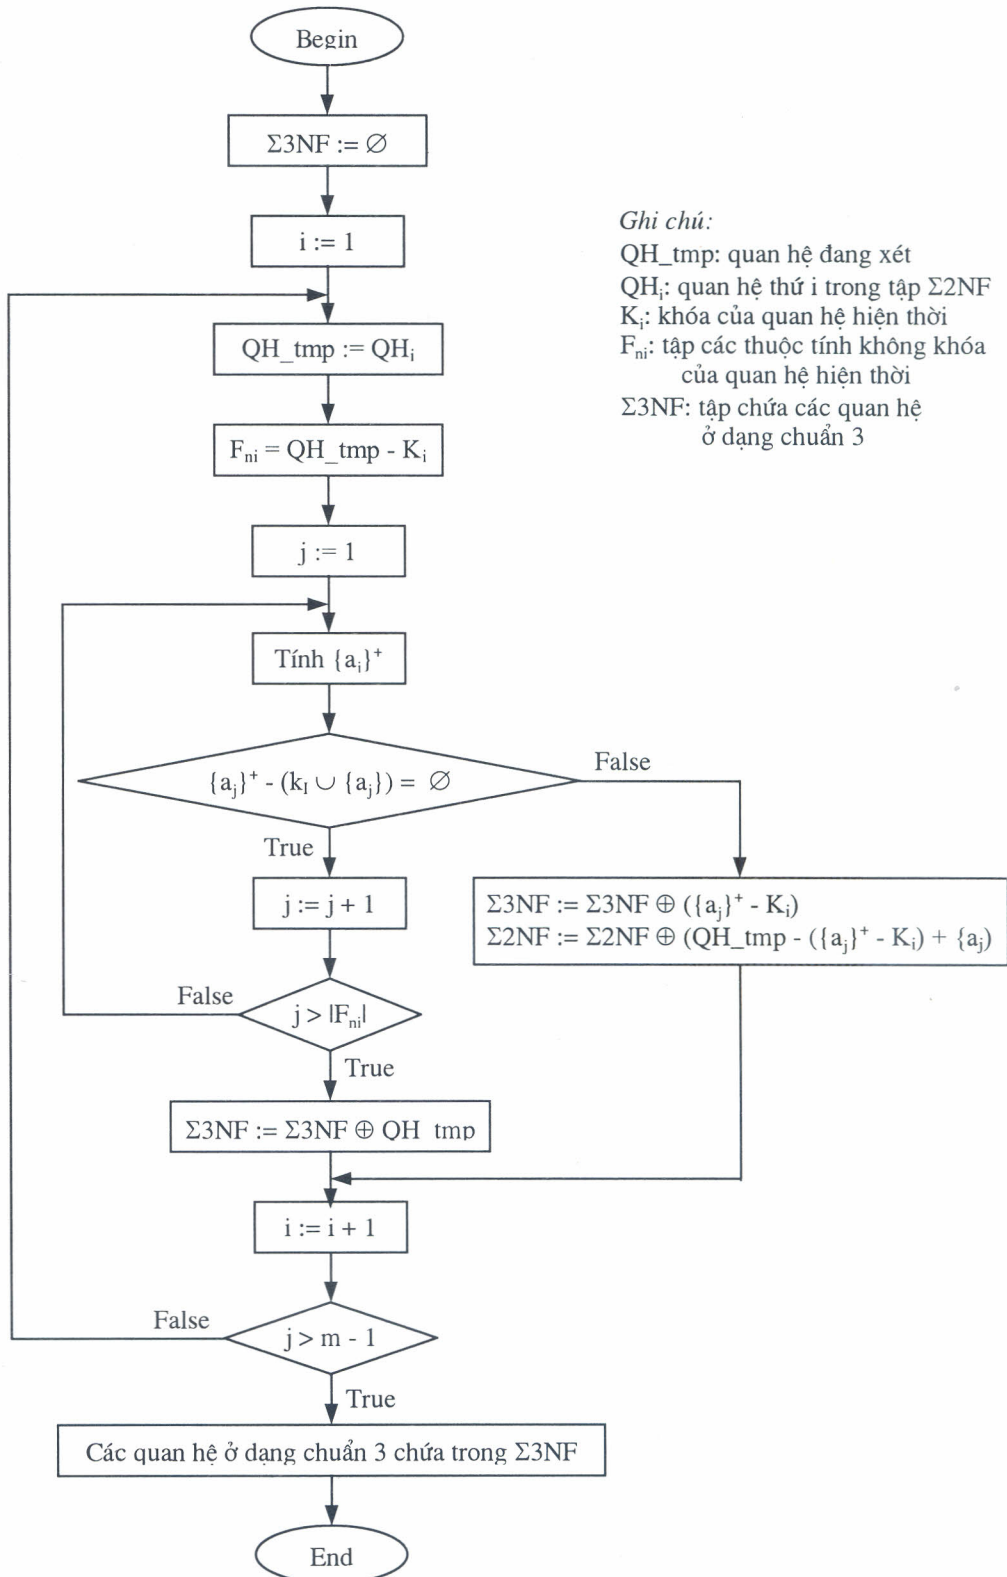 Begin
Σ3NF := ∅
i := 1
QH_tmp := QHᵢ
Fₙᵢ = QH_tmp - Kᵢ
j := 1
Tính {aᵢ}⁺
{aⱼ}⁺ - (k_I ∪ {aⱼ}) = ∅
False
True
j := j + 1
Σ3NF := Σ3NF ⊕ ({aⱼ}⁺ - Kᵢ)
Σ2NF := Σ2NF ⊕ (QH_tmp - ({aⱼ}⁺ - Kᵢ) + {aⱼ)
False
j > |Fₙᵢ|
True
Σ3NF := Σ3NF ⊕ QH_tmp
i := i + 1
False
j > m - 1
True
Các quan hệ ở dạng chuẩn 3 chứa trong Σ3NF
End
Ghi chú:
QH_tmp: quan hệ đang xét
QHᵢ: quan hệ thứ i trong tập Σ2NF
Kᵢ: khóa của quan hệ hiện thời
Fₙᵢ: tập các thuộc tính không khóa
của quan hệ hiện thời
Σ3NF: tập chứa các quan hệ
ở dạng chuẩn 3